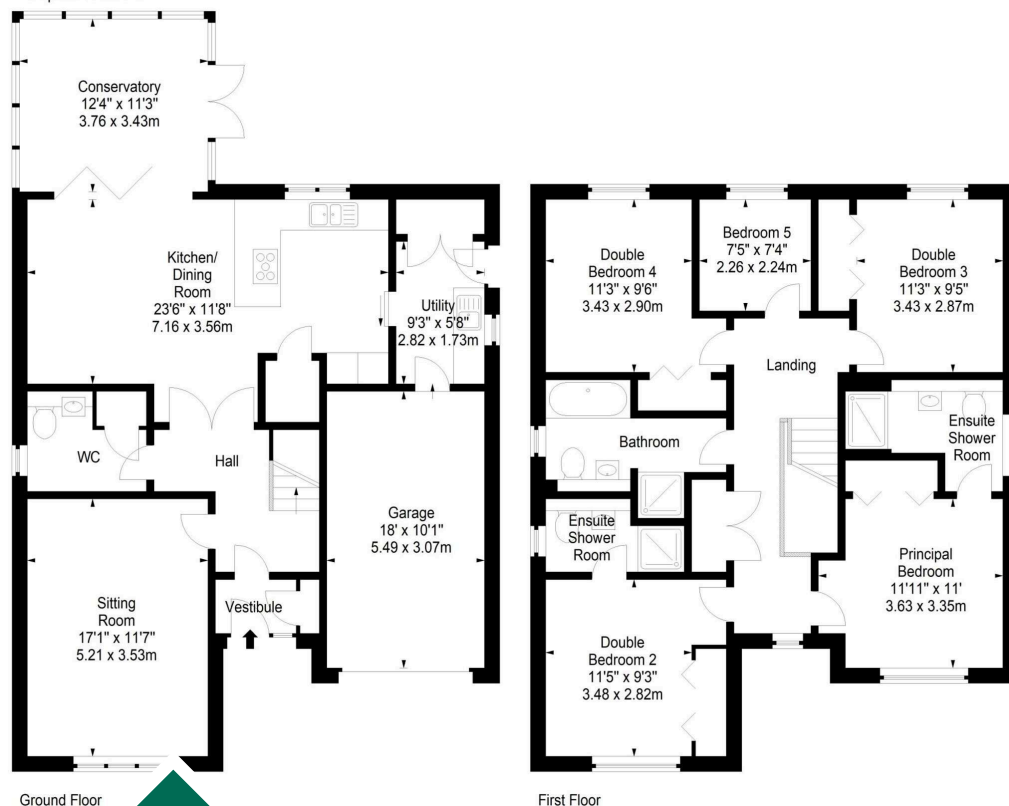 Conservatory
12'4" x 11'3"
3.76 x 3.43m
Kitchen/
Dining
Room
23'6" x 11'8"
7.16 x 3.56m
Utility
9'3" x 5'8"
2.82 x 1.73m
WC
Hall
Garage
18' x 10'1"
5.49 x 3.07m
Sitting
Room
17'1" x 11'7"
5.21 x 3.53m
Vestibule
Ground Floor
Double
Bedroom 4
11'3" x 9'6"
3.43 x 2.90m
Bedroom 5
7'5" x 7'4"
2.26 x 2.24m
Double
Bedroom 3
11'3" x 9'5"
3.43 x 2.87m
Landing
Bathroom
Ensuite
Shower
Room
Ensuite
Shower
Room
Principal
Bedroom
11'11" x 11'
3.63 x 3.35m
Double
Bedroom 2
11'5" x 9'3"
3.48 x 2.82m
First Floor